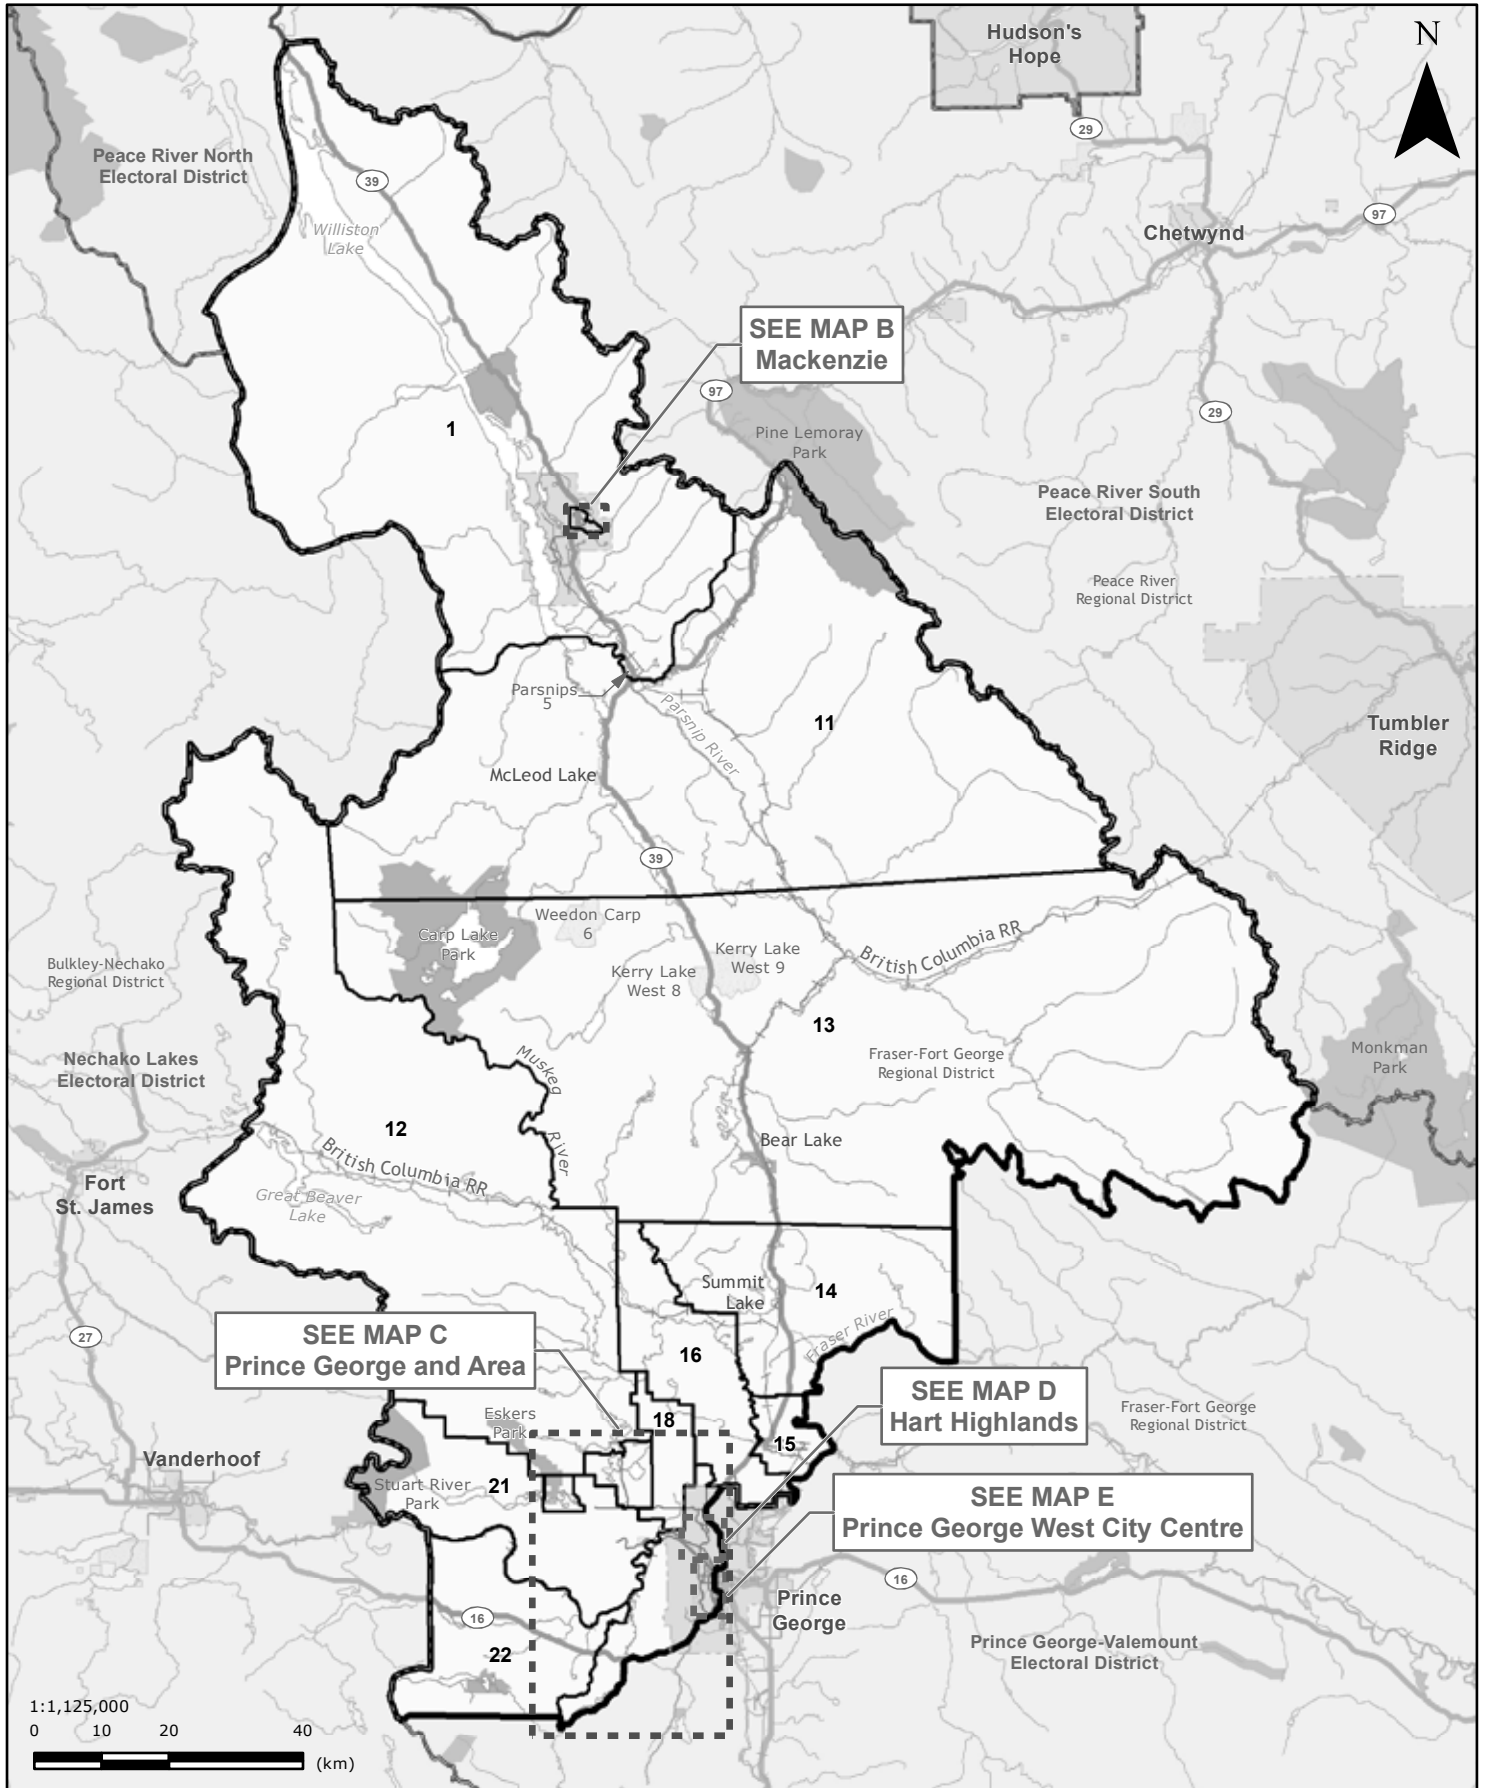 Hudson's
Hope
N
29
Peace River North
Electoral District
39
97
Williston
Lake
Chetwynd
SEE MAP B
Mackenzie
97
29
1
Pine Lemoray
Park
Peace River South
Electoral District
Peace River
Regional District
Parsnips
5
Parsnip River
11
Tumbler
Ridge
McLeod Lake
39
Weedon Carp
6
Carp Lake
Park
Kerry Lake
West 9
British Columbia RR
Kerry Lake
West 8
Bulkley-Nechako
Regional District
13
Nechako Lakes
Electoral District
Muskeg
River
Fraser-Fort George
Regional District
Monkman
Park
12
British Columbia RR
Bear Lake
Fort
St. James
Great Beaver
Lake
Summit
Lake
14
Fraser River
27
SEE MAP C
Prince George and Area
16
SEE MAP D
Hart Highlands
Fraser-Fort George
Regional District
Eskers
Park
18
15
Vanderhoof
Stuart River
Park
21
SEE MAP E
Prince George West City Centre
16
Prince
George
16
22
Prince George-Valemount
Electoral District
1:1,125,000
0 10 20 40
(km)